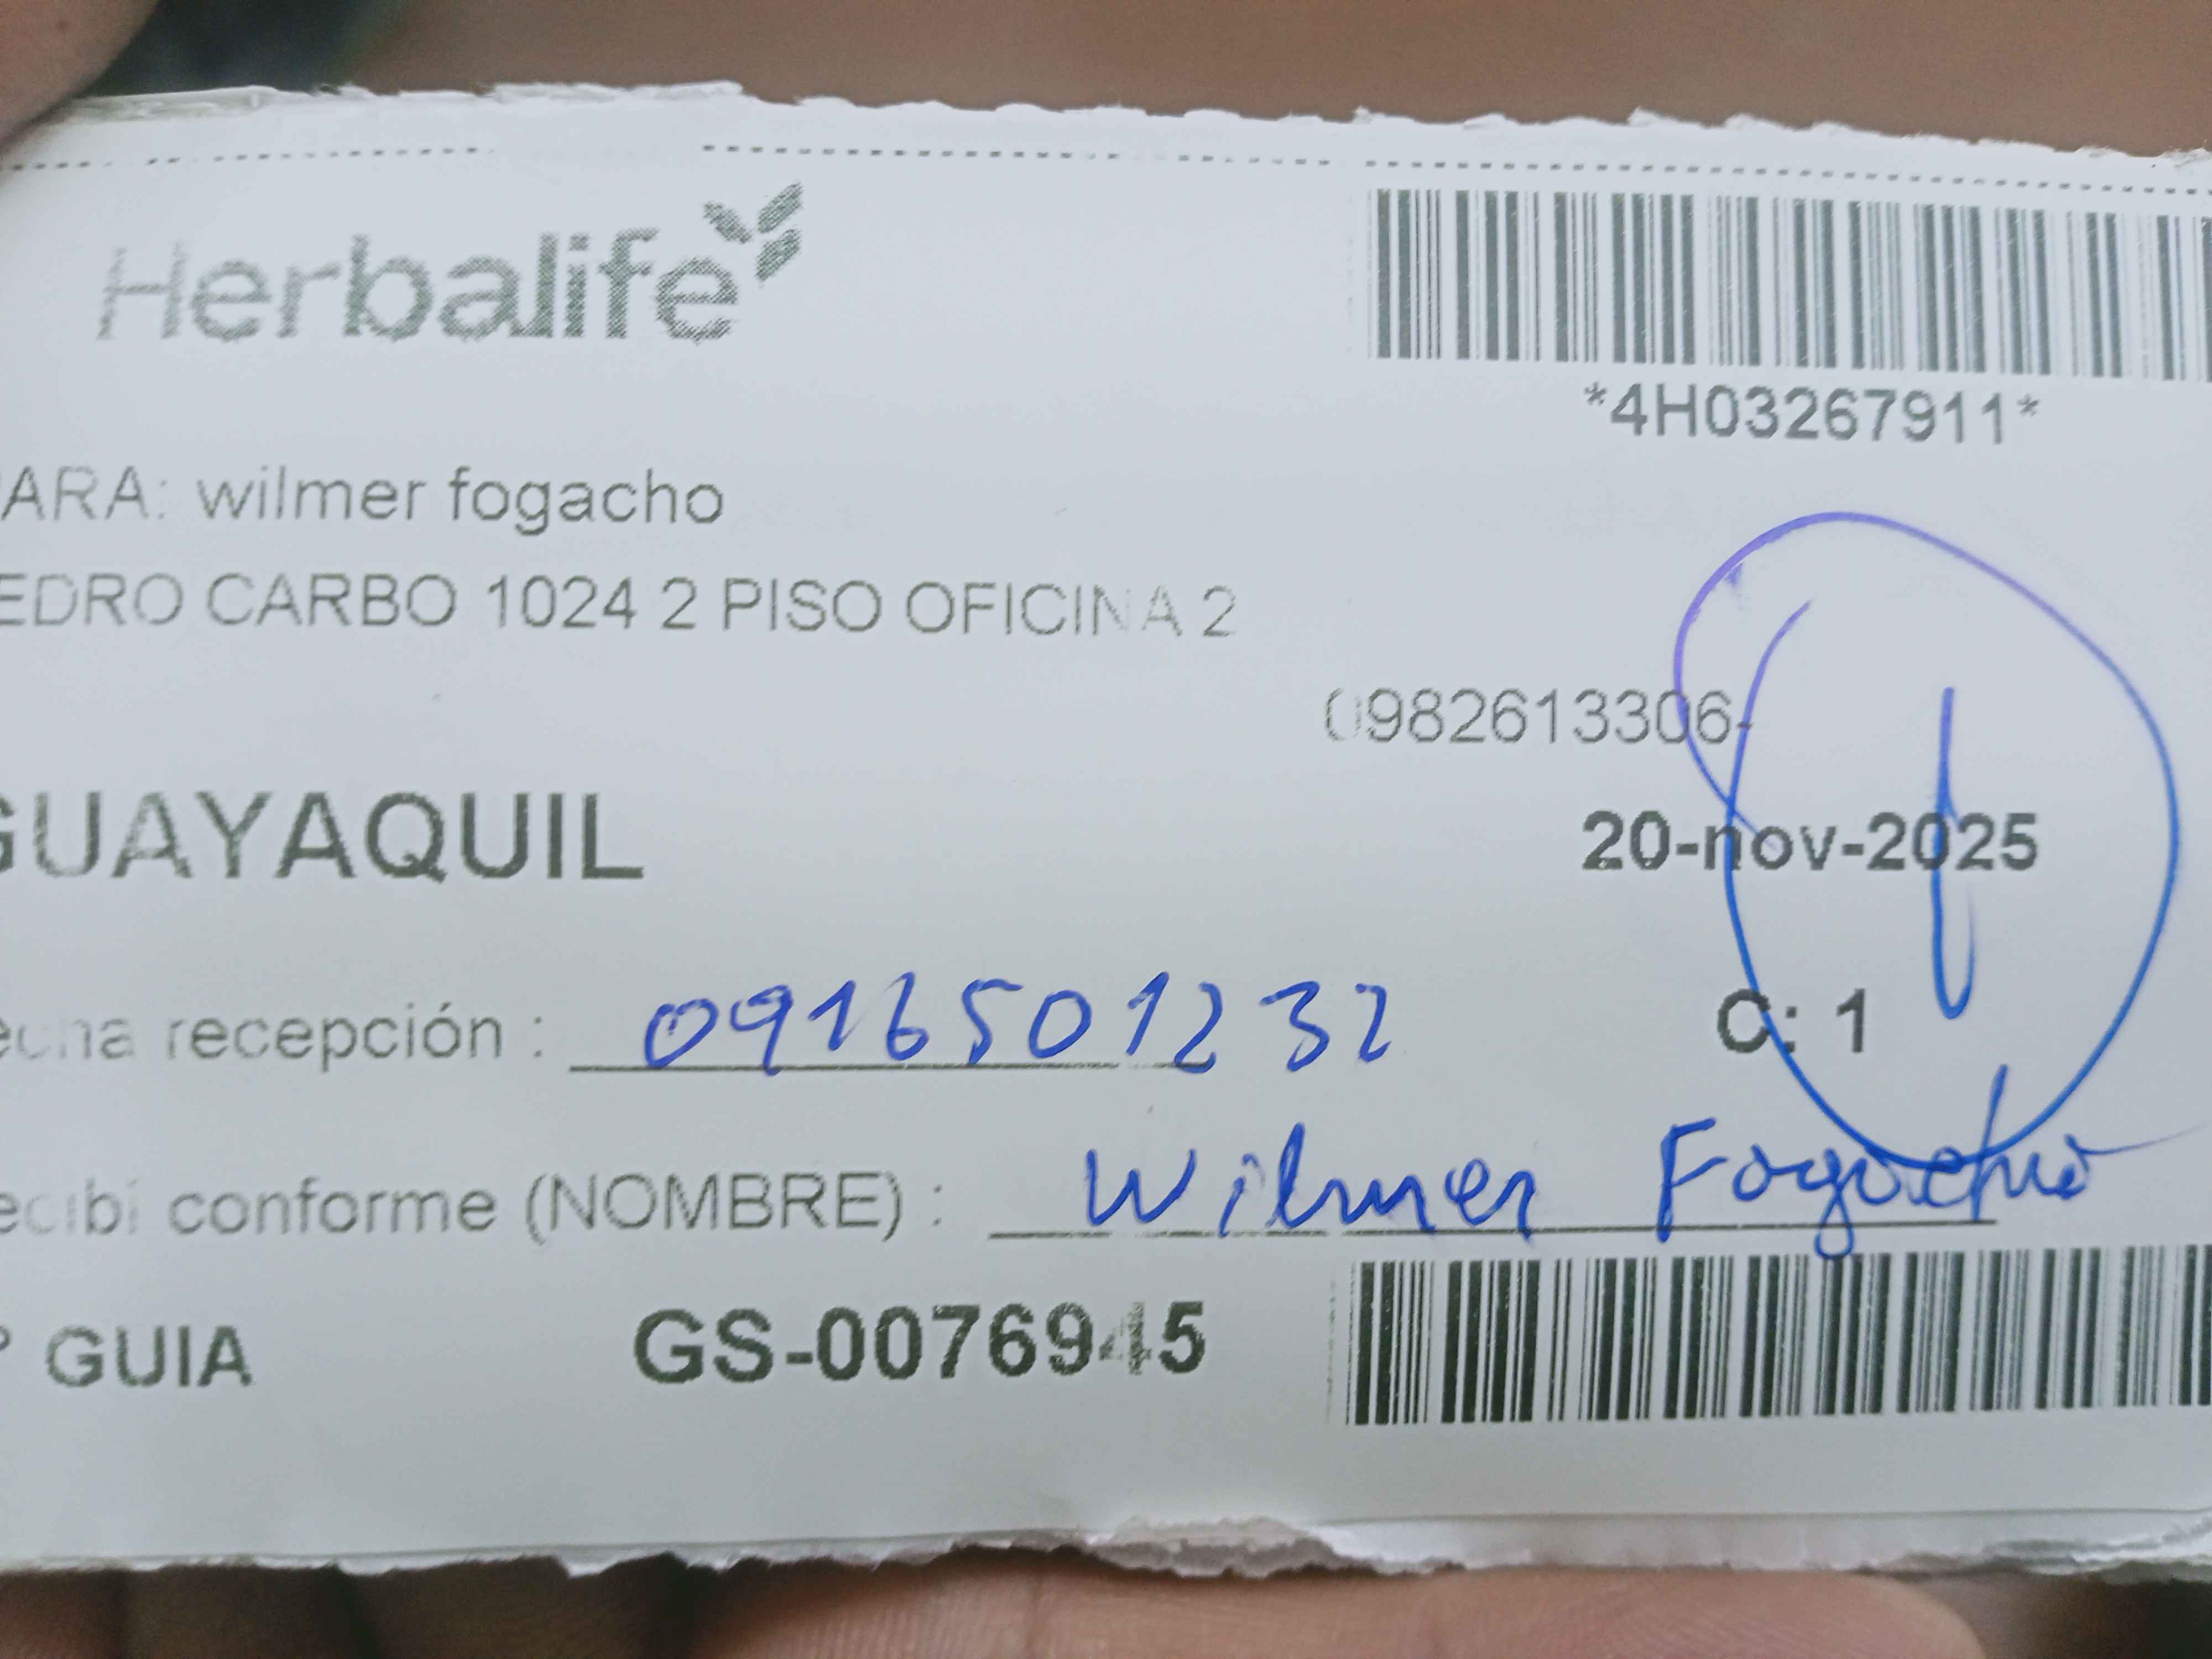 Herbalife
*4H03267911*
ARA: wilmer fogacho
EDRO CARBO 1024 2 PISO OFICINA 2
0982613306-
GUAYAQUIL
20-nov-2025
echa recepción : 0916501232
C: 1
ecibí conforme (NOMBRE) : Wilmer Fogacho
° GUIA GS-0076945